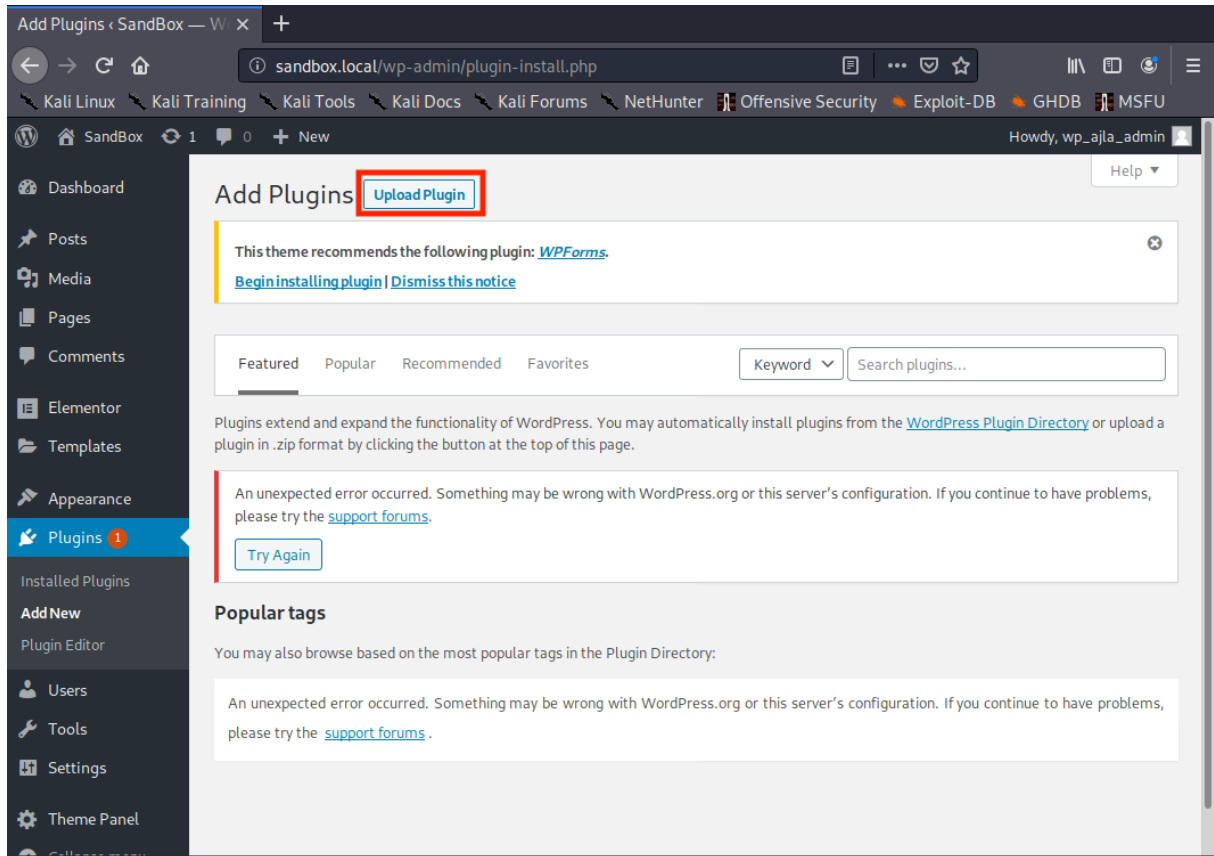 Add Plugins ‹ SandBox — W
sandbox.local/wp-admin/plugin-install.php
Kali Linux Kali Training Kali Tools Kali Docs Kali Forums NetHunter Offensive Security Exploit-DB GHDB MSFU
SandBox 1 0 + New Howdy, wp_ajla_admin
Help
Dashboard
Posts
Media
Pages
Comments
Elementor
Templates
Appearance
Plugins 1
Installed Plugins
Add New
Plugin Editor
Users
Tools
Settings
Theme Panel
Collapse menu
Add Plugins Upload Plugin
This theme recommends the following plugin: WPForms.
Begin installing plugin | Dismiss this notice
Featured Popular Recommended Favorites Keyword Search plugins...
Plugins extend and expand the functionality of WordPress. You may automatically install plugins from the WordPress Plugin Directory or upload a
plugin in .zip format by clicking the button at the top of this page.
An unexpected error occurred. Something may be wrong with WordPress.org or this server’s configuration. If you continue to have problems,
please try the support forums.
Try Again
Popular tags
You may also browse based on the most popular tags in the Plugin Directory:
An unexpected error occurred. Something may be wrong with WordPress.org or this server’s configuration. If you continue to have problems,
please try the support forums .